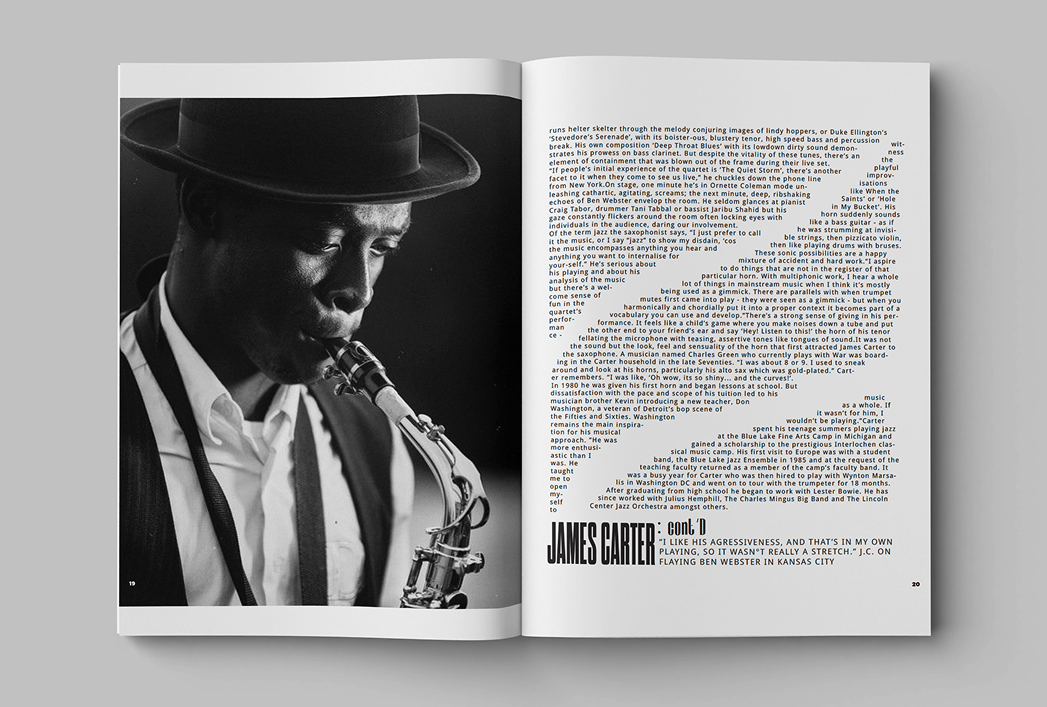 runs helter skelter through the melody conjuring images of lindy hoppers, or Duke Ellington's
'Stevedore's Serenade', with its boister-ous, blustery tenor, high speed bass and percussion
break. His own composition 'Deep Throat Blues' with its lowdown dirty sound demon-
strates his prowess on bass clarinet. But despite the vitality of these tunes, there's an
element of containment that was blown out of the frame during their live set.
"If people's initial experience of the quartet is 'The Quiet Storm', there's another
facet to it when they come to see us live," he chuckles down the phone line
from New York.On stage, one minute he's in Ornette Coleman mode un-
leashing cathartic, agitating, screams; the next minute, deep, ribshaking
echoes of Ben Webster envelop the room. He seldom glances at pianist
Craig Tabor, drummer Tani Tabbal or bassist Jaribu Shahid but his
gaze constantly flickers around the room often locking eyes with
individuals in the audience, daring our involvement.
Of the term jazz the saxophonist says, "I just prefer to call
it the music, or I say "jazz" to show my disdain, 'cos
the music encompasses anything you hear and
anything you want to internalise for
your-self." He's serious about
his playing and about his
analysis of the music
but there's a wel-
come sense of
fun in the
quartet's
perfor-
man
ce -
wit-
ness
the
playful
improv-
isations
like When the
Saints' or 'Hole
in My Bucket'. His
horn suddenly sounds
like a bass guitar - as if
he was strumming at invisi-
ble strings, then pizzicato violin,
then like playing drums with bruses.
These sonic possibilities are a happy
mixture of accident and hard work."I aspire
to do things that are not in the register of that
particular horn. With multiphonic work, I hear a whole
lot of things in mainstream music when I think it's mostly
being used as a gimmick. There are parallels with when trumpet
mutes first came into play - they were seen as a gimmick - but when you
harmonically and chordially put it into a proper context it becomes part of a
vocabulary you can use and develop."There's a strong sense of giving in his per-
formance. It feels like a child's game where you make noises down a tube and put
the other end to your friend's ear and say 'Hey! Listen to this!' the horn of his tenor
fellating the microphone with teasing, assertive tones like tongues of sound.It was not
the sound but the look, feel and sensuality of the horn that first attracted James Carter to
the saxophone. A musician named Charles Green who currently plays with War was board-
ing in the Carter household in the late Seventies. "I was about 8 or 9. I used to sneak
around and look at his horns, particularly his alto sax which was gold-plated." Cart-
er remembers. "I was like, 'Oh wow, its so shiny... and the curves!'.
In 1980 he was given his first horn and began lessons at school. But
dissatisfaction with the pace and scope of his tuition led to his
musician brother Kevin introducing a new teacher, Don
Washington, a veteran of Detroit's bop scene of
the Fifties and Sixties. Washington
remains the main inspira-
tion for his musical
approach. "He was
more enthusi-
astic than I
was. He
taught
me to
open
my-
self
to
music
as a whole. If
it wasn't for him, I
wouldn't be playing."Carter
spent his teenage summers playing jazz
at the Blue Lake Fine Arts Camp in Michigan and
gained a scholarship to the prestigious Interlochen clas-
sical music camp. His first visit to Europe was with a student
band, the Blue Lake Jazz Ensemble in 1985 and at the request of the
teaching faculty returned as a member of the camp's faculty band. It
was a busy year for Carter who was then hired to play with Wynton Marsa-
lis in Washington DC and went on to tour with the trumpeter for 18 months.
After graduating from high school he began to work with Lester Bowie. He has
since worked with Julius Hemphill, The Charles Mingus Big Band and The Lincoln
Center Jazz Orchestra amongst others.
JAMES CARTER : cont'D
"I LIKE HIS AGRESSIVENESS, AND THAT'S IN MY OWN
PLAYING, SO IT WASN"T REALLY A STRETCH." J.C. ON
FLAYING BEN WEBSTER IN KANSAS CITY
19
20